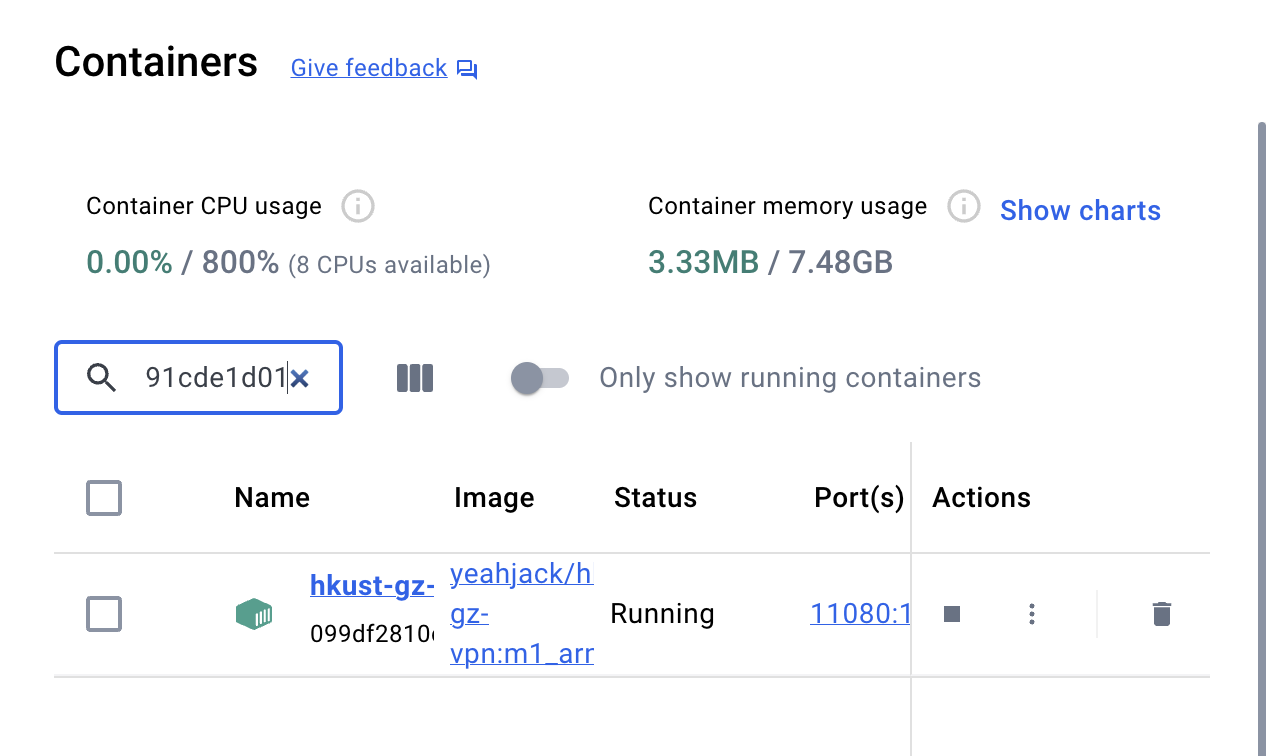 Containers Give feedback
Container CPU usage
Container memory usage
Show charts
0.00% / 800% (8 CPUs available)
3.33MB / 7.48GB
91cde1d01
Only show running containers
Name Image Status Port(s) Actions
hkust-gz-
099df2810
yeahjack/h
gz-
vpn:m1_arr
Running
11080:1